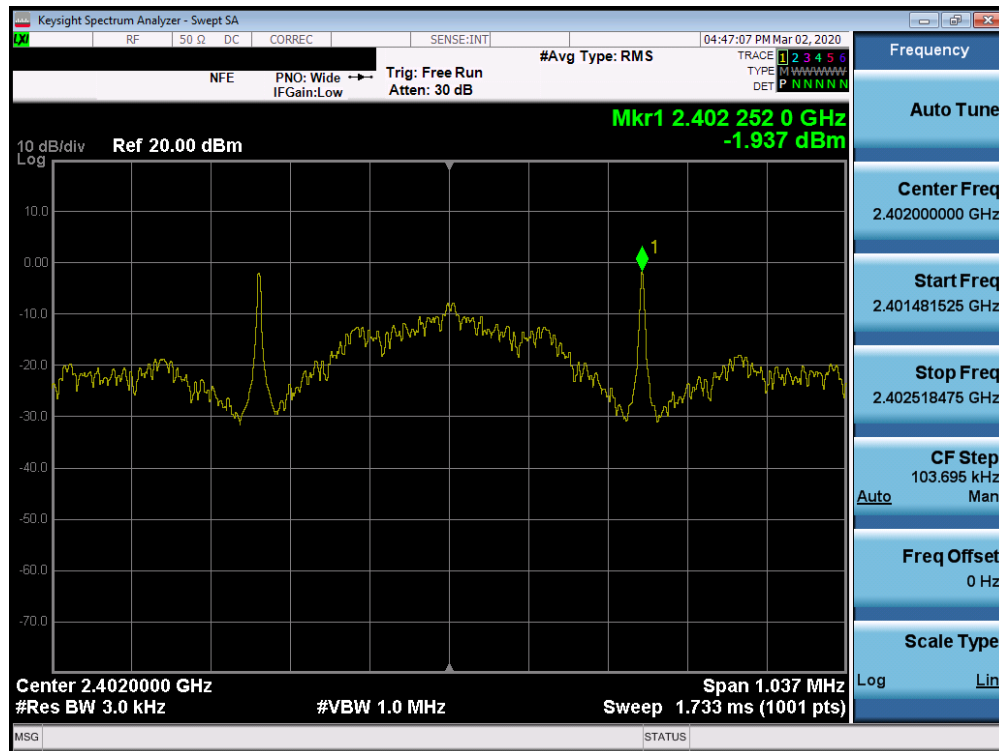 Keysight Spectrum Analyzer - Swept SA
LXI RF 50 Ω DC CORREC SENSE:INT 04:47:07 PM Mar 02, 2020
#Avg Type: RMS TRACE 1 2 3 4 5 6
NFE PNO: Wide Trig: Free Run TYPE M WWWWW
IFGain:Low Atten: 30 dB DET P N N N N N
Mkr1 2.402 252 0 GHz
-1.937 dBm
10 dB/div Ref 20.00 dBm
Log
1
10.0
0.00
-10.0
-20.0
-30.0
-40.0
-50.0
-60.0
-70.0
Center 2.4020000 GHz Span 1.037 MHz
#Res BW 3.0 kHz #VBW 1.0 MHz Sweep 1.733 ms (1001 pts)
MSG STATUS
Frequency
Auto Tune
Center Freq
2.402000000 GHz
Start Freq
2.401481525 GHz
Stop Freq
2.402518475 GHz
CF Step
103.695 kHz
Auto Man
Freq Offset
0 Hz
Scale Type
Log Lin